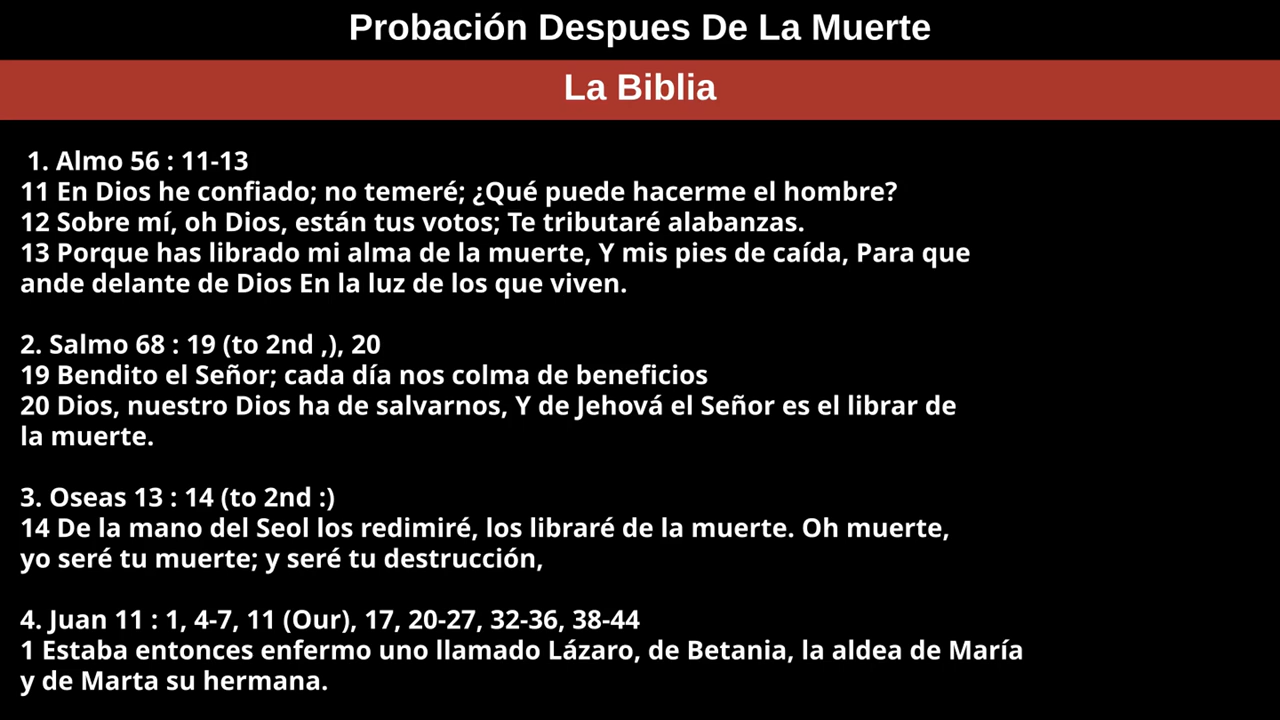 Probación Despues De La Muerte
La Biblia
1. Almo 56 : 11-13
11 En Dios he confiado; no temeré; ¿Qué puede hacerme el hombre?
12 Sobre mí, oh Dios, están tus votos; Te tributaré alabanzas.
13 Porque has librado mi alma de la muerte, Y mis pies de caída, Para que
ande delante de Dios En la luz de los que viven.
2. Salmo 68 : 19 (to 2nd ,), 20
19 Bendito el Señor; cada día nos colma de beneficios
20 Dios, nuestro Dios ha de salvarnos, Y de Jehová el Señor es el librar de
la muerte.
3. Oseas 13 : 14 (to 2nd :)
14 De la mano del Seol los redimiré, los libraré de la muerte. Oh muerte,
yo seré tu muerte; y seré tu destrucción,
4. Juan 11 : 1, 4-7, 11 (Our), 17, 20-27, 32-36, 38-44
1 Estaba entonces enfermo uno llamado Lázaro, de Betania, la aldea de María
y de Marta su hermana.